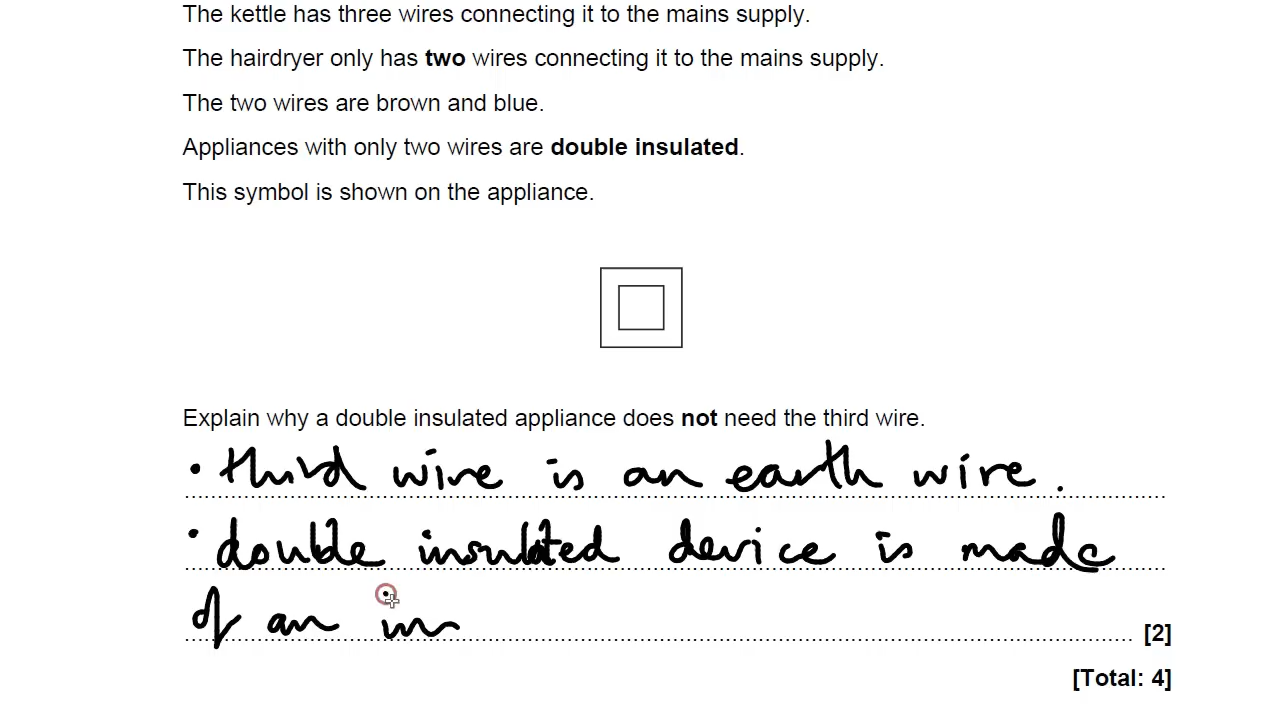 The kettle has three wires connecting it to the mains supply.
The hairdryer only has two wires connecting it to the mains supply.
The two wires are brown and blue.
Appliances with only two wires are double insulated.
This symbol is shown on the appliance.
Explain why a double insulated appliance does not need the third wire.
• third wire is an earth wire.
• double insulated device is made
of an in
[2]
[Total: 4]